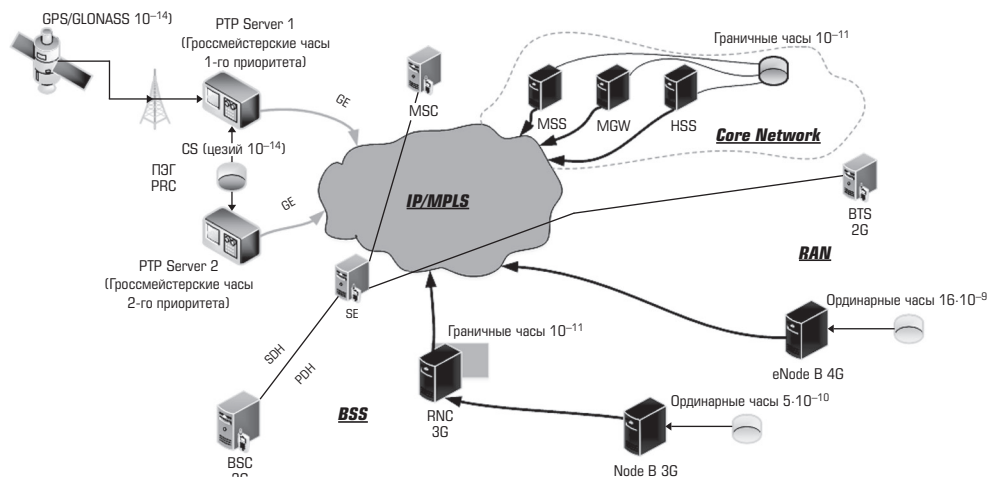 GPS/GLONASS 10⁻¹⁴)
PTP Server 1
(Гроссмейстерские часы
1-го приоритета)
GE
MSC
Граничные часы 10⁻¹¹
MSS
MGW
HSS
Core Network
CS (цезий 10⁻¹⁴)
ПЭГ
PRC
GE
IP/MPLS
BTS
2G
RAN
PTP Server 2
(Гроссмейстерские часы
2-го приоритета)
SE
Ординарные часы 16·10⁻⁹
eNode B 4G
Граничные часы 10⁻¹¹
SDH
PDH
BSS
RNC
3G
Ординарные часы 5·10⁻¹⁰
Node B 3G
BSC